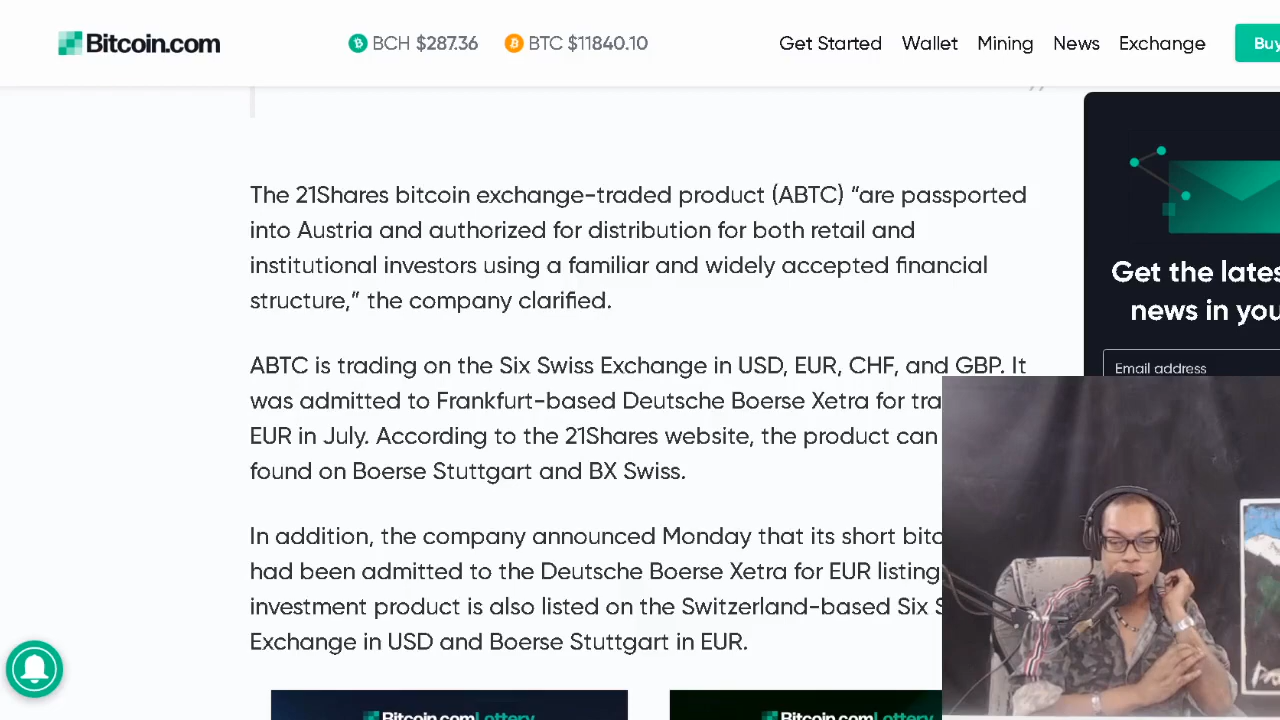 Bitcoin.com
BCH $287.36
BTC $11840.10
Get Started
Wallet
Mining
News
Exchange
Buy
The 21Shares bitcoin exchange-traded product (ABTC) “are passported
into Austria and authorized for distribution for both retail and
institutional investors using a familiar and widely accepted financial
structure,” the company clarified.
ABTC is trading on the Six Swiss Exchange in USD, EUR, CHF, and GBP. It
was admitted to Frankfurt-based Deutsche Boerse Xetra for
EUR in July. According to the 21Shares website, the product can
found on Boerse Stuttgart and BX Swiss.
In addition, the company announced Monday that its short
had been admitted to the Deutsche Boerse Xetra for EUR listing
investment product is also listed on the Switzerland-based Six
Exchange in USD and Boerse Stuttgart in EUR.
Get the
news in
Email address
Bitcoin.com Lottery
Bitcoin.com Lottery